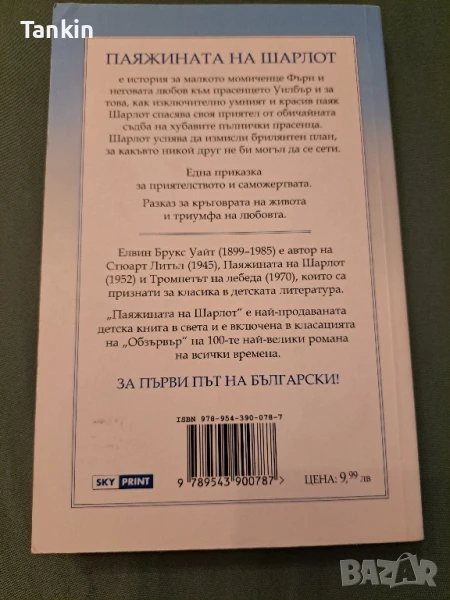 Tankin
ПАЯЖИНАТА НА ШАРЛОТ
е история за малкото момиченце Фърн и
неговата любов към прасенцето Уилбър и за
това, как изключително умният и красив паяк
Шарлот спасява своя приятел от обичайната
съдба на хубавите пълнички прасенца.
Шарлот успява да измисли брилянтен план,
за какъвто никой друг не би могъл да се сети.
Една приказка
за приятелството и саможертвата.
Разказ за кръговрата на живота
и триумфа на любовта.
Елвин Брукс Уайт (1899–1985) е автор на
Стюарт Литъл (1945), Паяжината на Шарлот
(1952) и Тромпетът на лебеда (1970), които са
признати за класика в детската литература.
„Паяжината на Шарлот" е най-продаваната
детска книга в света и е включена в класацията
на „Обзървър" на 100-те най-велики романа
на всички времена.
ЗА ПЪРВИ ПЪТ НА БЪЛГАРСКИ!
ISBN 978-954-390-078-7
9 789543 900787 >
SKY PRINT
ЦЕНА: 9,99 лв
BAZAR